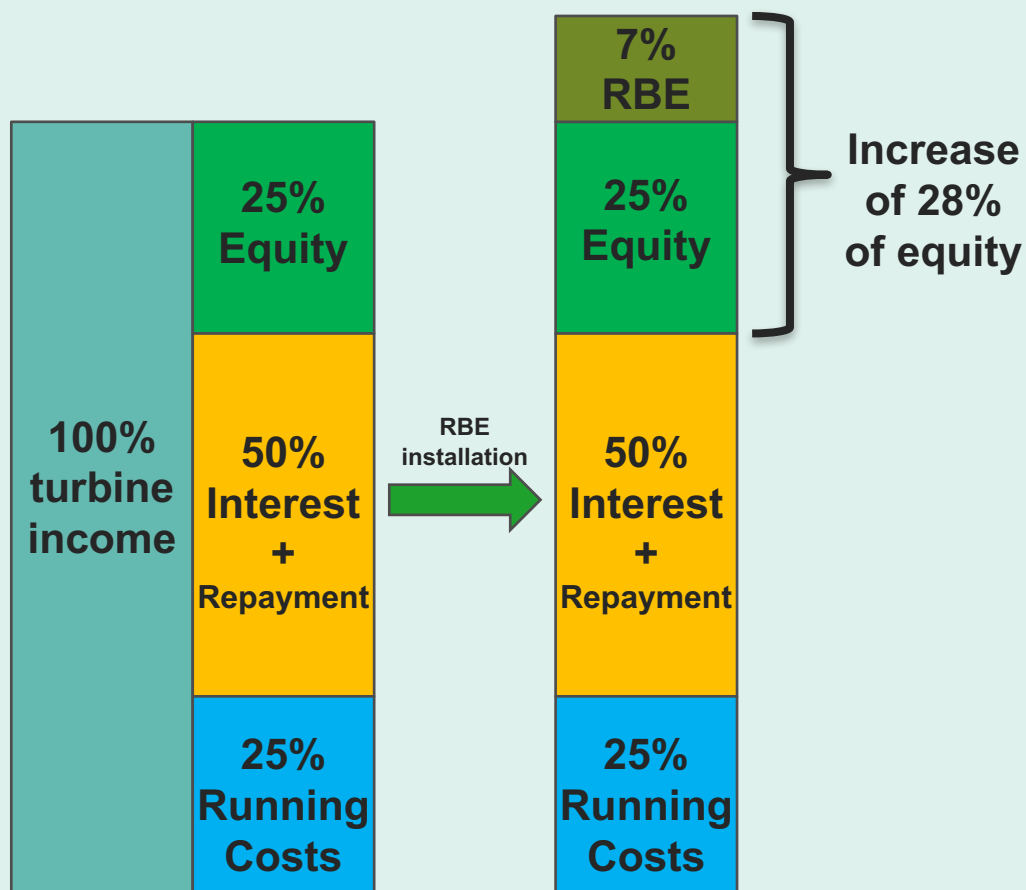 100%
turbine
income
25%
Equity
50%
Interest
+
Repayment
25%
Running
Costs
RBE
installation
7%
RBE
25%
Equity
50%
Interest
+
Repayment
25%
Running
Costs
Increase
of 28%
of equity